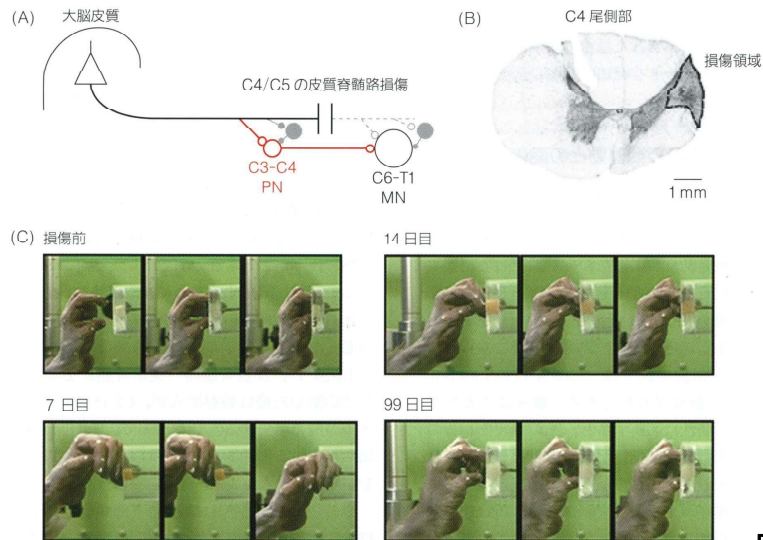 (A)
大脳皮質
C4/C5 の皮質脊髄路損傷
C3-C4
PN
C6-T1
MN
(B)
C4 尾側部
損傷領域
1 mm
(C) 損傷前
14 日目
7 日目
99 日目